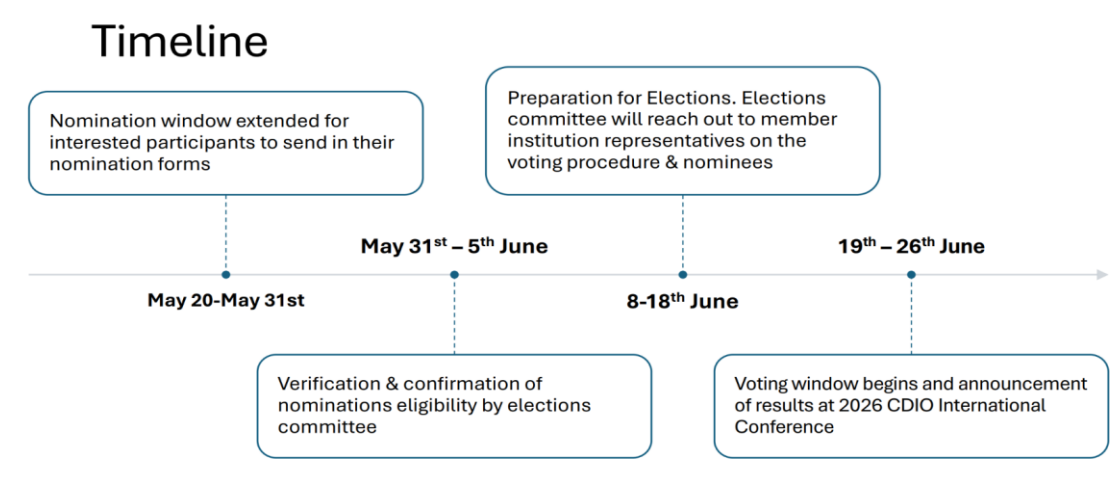 Timeline
Nomination window extended for
interested participants to send in their
nomination forms
Preparation for Elections. Elections
committee will reach out to member
institution representatives on the
voting procedure & nominees
May 31st – 5th June
19th – 26th June
May 20-May 31st
8-18th June
Verification & confirmation of
nominations eligibility by elections
committee
Voting window begins and announcement
of results at 2026 CDIO International
Conference